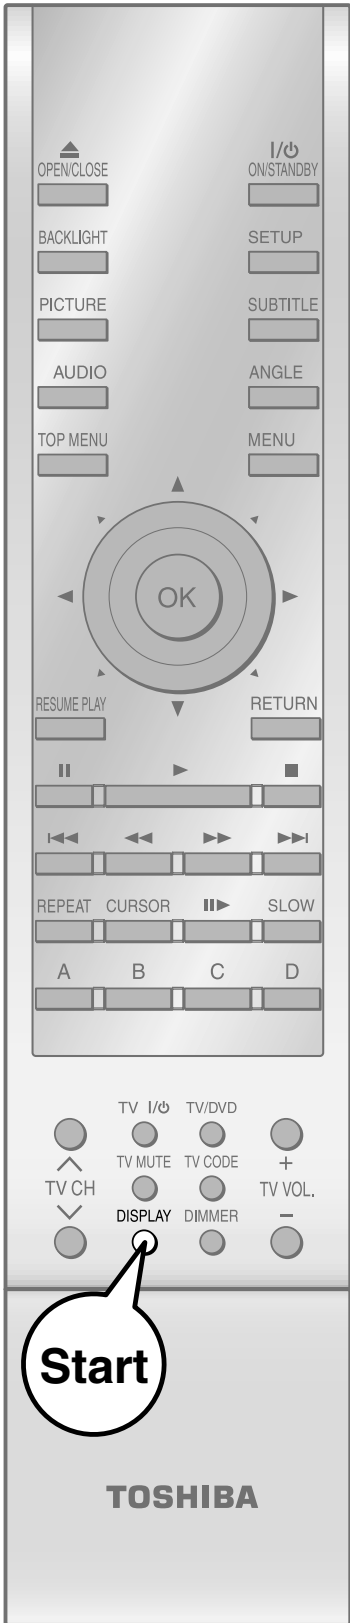 OPEN/CLOSE ON/STANDBY
BACKLIGHT SETUP
PICTURE SUBTITLE
AUDIO ANGLE
TOP MENU MENU
OK
RESUME PLAY RETURN
REPEAT CURSOR SLOW
A B C D
TV I/⏻ TV/DVD
TV MUTE TV CODE +
TV CH TV VOL.
DISPLAY DIMMER −
Start
TOSHIBA